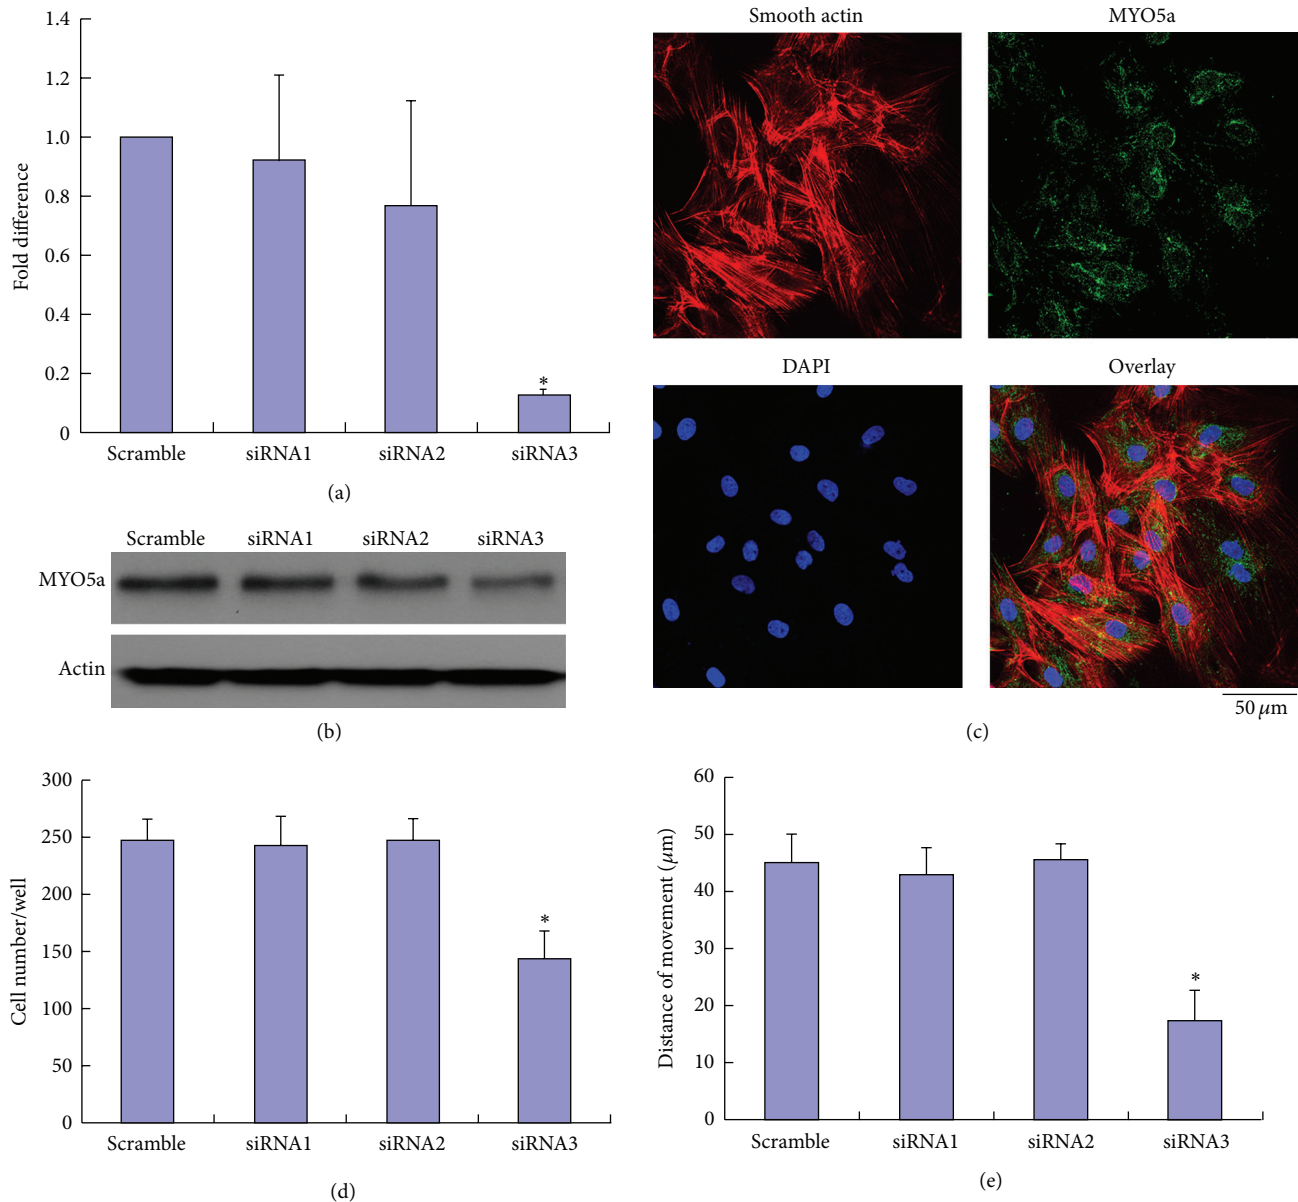 Fold difference
1.4
1.2
1.0
0.8
0.6
0.4
0.2
0
*
Scramble siRNA1 siRNA2 siRNA3
(a)
Scramble siRNA1 siRNA2 siRNA3
MYO5a
Actin
(b)
Smooth actin MYO5a
DAPI Overlay
50 μm
(c)
Cell number/well
300
250
200
150
100
50
0
*
Scramble siRNA1 siRNA2 siRNA3
(d)
Distance of movement (μm)
60
50
40
30
20
10
0
*
Scramble siRNA1 siRNA2 siRNA3
(e)